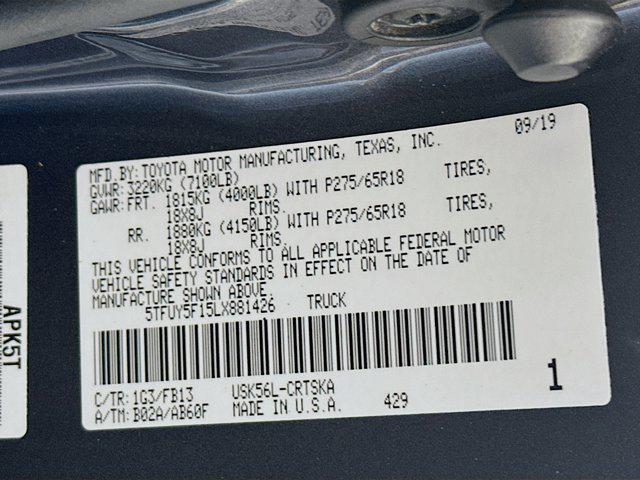 09/19
MFD.BY: TOYOTA MOTOR MANUFACTURING, TEXAS, INC.
GVWR: 3220KG (7100LB)
GAWR: FRT. 1815KG (4000LB) WITH P275/65R18 TIRES,
18X8J RIMS,
RR. 1880KG (4150LB) WITH P275/65R18 TIRES,
18X8J RIMS,
THIS VEHICLE CONFORMS TO ALL APPLICABLE FEDERAL MOTOR
VEHICLE SAFETY STANDARDS IN EFFECT ON THE DATE OF
MANUFACTURE SHOWN ABOVE.
5TFUY5F15LX881426 TRUCK
C/TR: 1G3/FB13 USK56L-CRTSKA
A/TM: B02A/AB60F MADE IN U.S.A. 429
1
APK5T